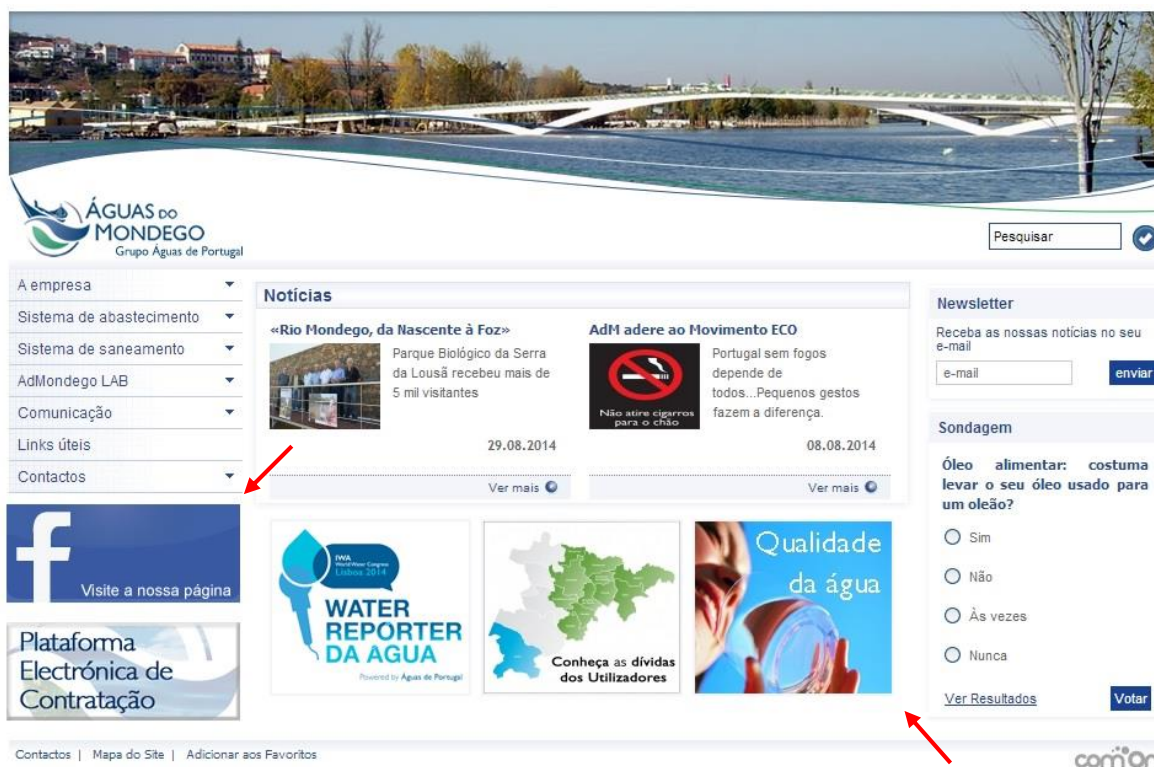 ÁGUAS DO
MONDEGO
Grupo Águas de Portugal
Pesquisar
A empresa
Sistema de abastecimento
Sistema de saneamento
AdMondego LAB
Comunicação
Links úteis
Contactos
Visite a nossa página
Plataforma
Electrónica de
Contratação
Notícias
«Rio Mondego, da Nascente à Foz»
Parque Biológico da Serra
da Lousã recebeu mais de
5 mil visitantes
29.08.2014
Ver mais
AdM adere ao Movimento ECO
Não atire cigarros
para o chão
Portugal sem fogos
depende de
todos...Pequenos gestos
fazem a diferença.
08.08.2014
Ver mais
IWA
World Water Congress
Lisboa 2014
WATER
REPORTER
DA ÁGUA
Powered by Águas de Portugal
Conheça as dívidas
dos Utilizadores
Qualidade
da água
Newsletter
Receba as nossas notícias no seu
e-mail
e-mail
enviar
Sondagem
Óleo alimentar: costuma
levar o seu óleo usado para
um oleão?
Sim
Não
Às vezes
Nunca
Ver Resultados
Votar
Contactos | Mapa do Site | Adicionar aos Favoritos